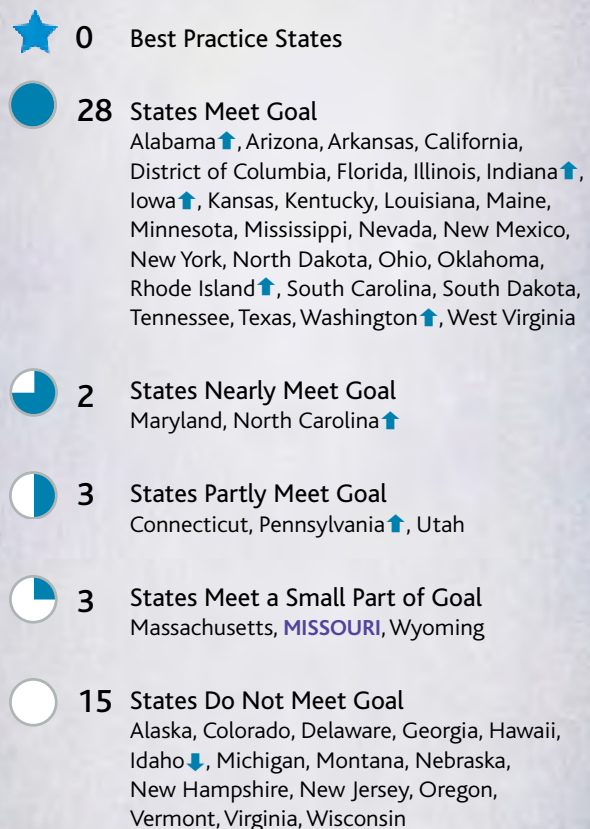 0 Best Practice States
28 States Meet Goal
Alabama⬆, Arizona, Arkansas, California,
District of Columbia, Florida, Illinois, Indiana⬆,
Iowa⬆, Kansas, Kentucky, Louisiana, Maine,
Minnesota, Mississippi, Nevada, New Mexico,
New York, North Dakota, Ohio, Oklahoma,
Rhode Island⬆, South Carolina, South Dakota,
Tennessee, Texas, Washington⬆, West Virginia
2 States Nearly Meet Goal
Maryland, North Carolina⬆
3 States Partly Meet Goal
Connecticut, Pennsylvania⬆, Utah
3 States Meet a Small Part of Goal
Massachusetts, MISSOURI, Wyoming
15 States Do Not Meet Goal
Alaska, Colorado, Delaware, Georgia, Hawaii,
Idaho⬇, Michigan, Montana, Nebraska,
New Hampshire, New Jersey, Oregon,
Vermont, Virginia, Wisconsin